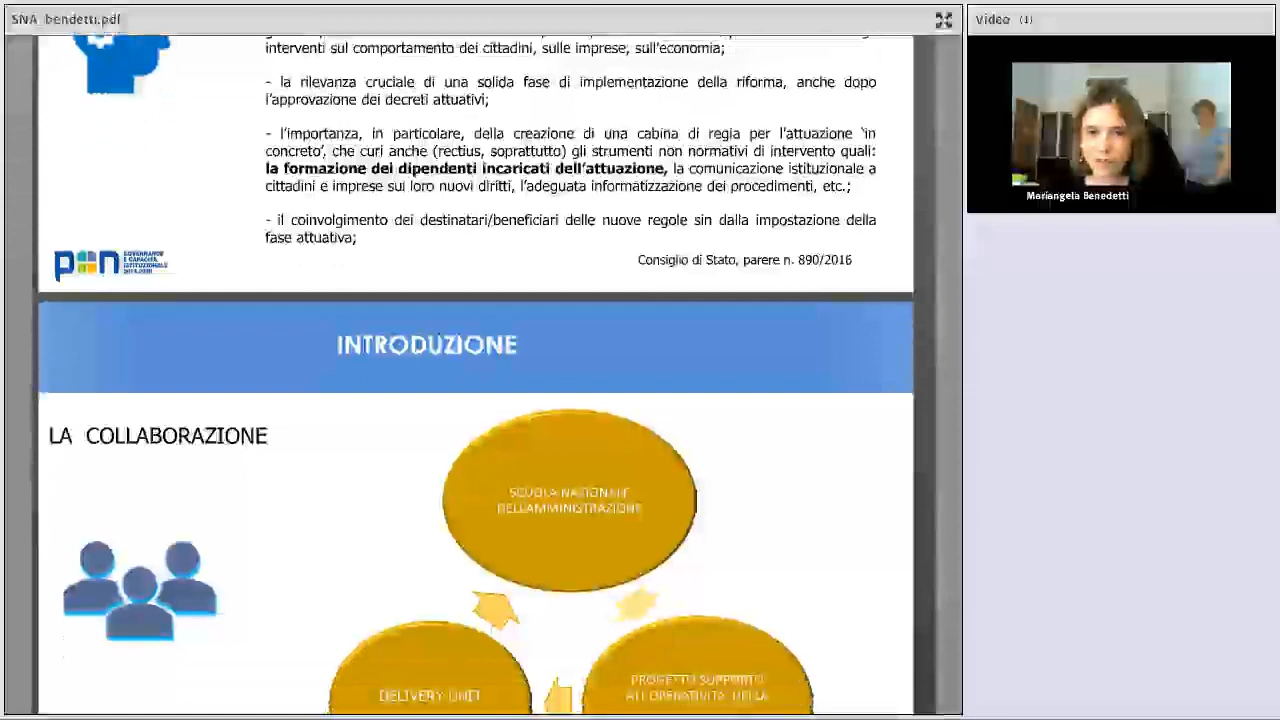 SNA_bendetti.pdf
Video (1)
interventi sul comportamento dei cittadini, sulle imprese, sull'economia;
- la rilevanza cruciale di una solida fase di implementazione della riforma, anche dopo
l'approvazione dei decreti attuativi;
- l'importanza, in particolare, della creazione di una cabina di regia per l'attuazione 'in
concreto', che curi anche (rectius, soprattutto) gli strumenti non normativi di intervento quali:
la formazione dei dipendenti incaricati dell'attuazione, la comunicazione istituzionale a
cittadini e imprese sui loro nuovi diritti, l'adeguata informatizzazione dei procedimenti, etc.;
- il coinvolgimento dei destinatari/beneficiari delle nuove regole sin dalla impostazione della
fase attuativa;
Consiglio di Stato, parere n. 890/2016
pon GOVERNANCE
E CAPACITÀ
ISTITUZIONALE
Mariangela Benedetti
INTRODUZIONE
LA COLLABORAZIONE
SCUOLA NAZIONALE
DELL'AMMINISTRAZIONE
DELIVERY UNIT
PROGETTO SUPPORTO
ALL'OPERATIVITÀ DELLA